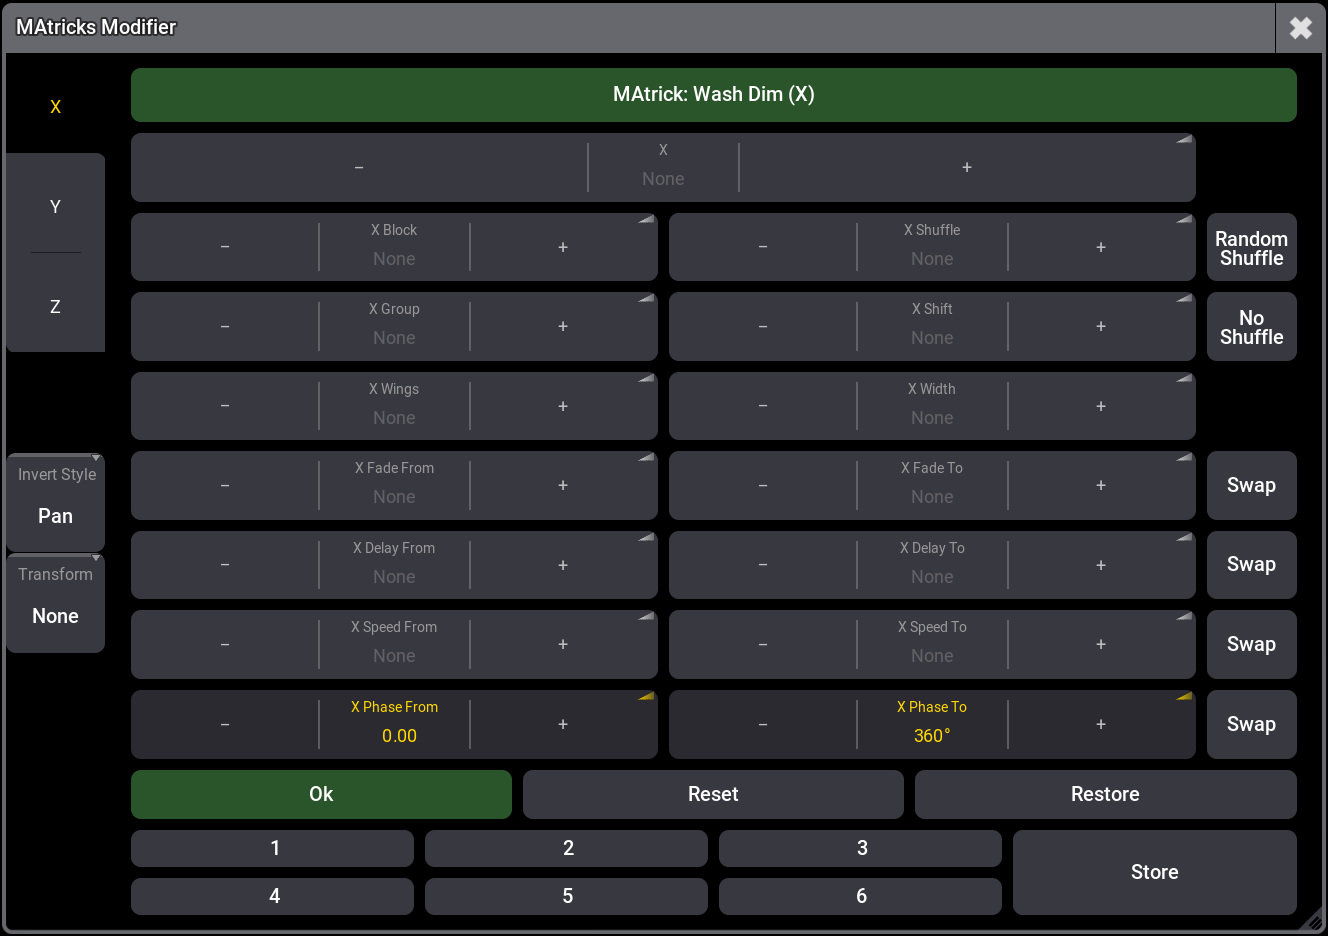 MAtricks Modifier
X
MAtrick: Wash Dim (X)
Y
Z
– X +
None
– X Block +
None
– X Shuffle +
None
Random
Shuffle
– X Group +
None
– X Shift +
None
No
Shuffle
– X Wings +
None
– X Width +
None
Invert Style
Pan
– X Fade From +
None
– X Fade To +
None
Swap
Transform
None
– X Delay From +
None
– X Delay To +
None
Swap
– X Speed From +
None
– X Speed To +
None
Swap
– X Phase From +
0.00
– X Phase To +
360°
Swap
Ok
Reset
Restore
1
2
3
4
5
6
Store